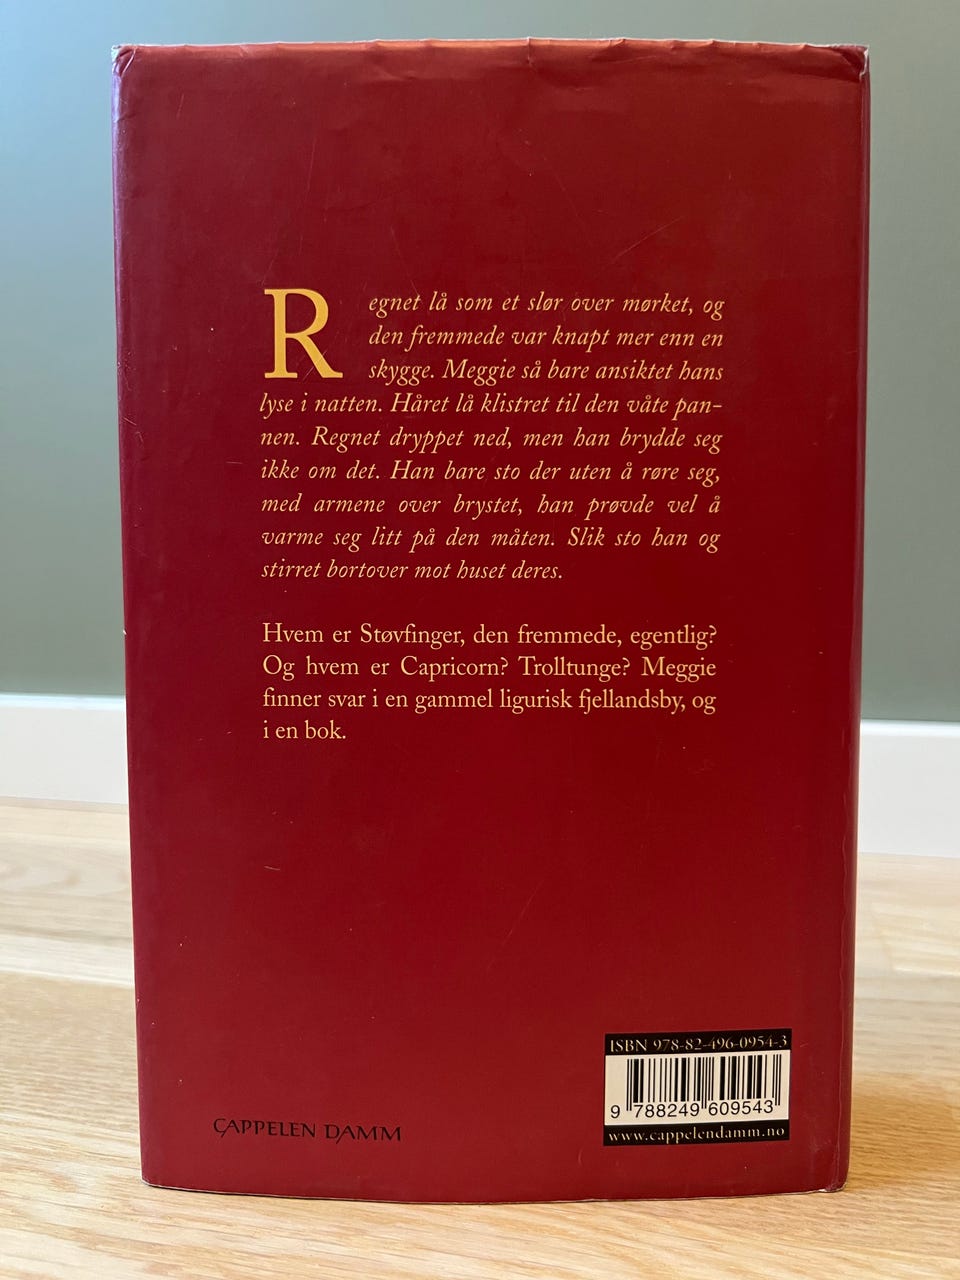 Regnet lå som et slør over mørket, og
den fremmede var knapt mer enn en
skygge. Meggie så bare ansiktet hans
lyse i natten. Håret lå klistret til den våte pan-
nen. Regnet dryppet ned, men han brydde seg
ikke om det. Han bare sto der uten å røre seg,
med armene over brystet, han prøvde vel å
varme seg litt på den måten. Slik sto han og
stirret bortover mot huset deres.
Hvem er Støvfinger, den fremmede, egentlig?
Og hvem er Capricorn? Trolltunge? Meggie
finner svar i en gammel ligurisk fjellandsby, og
i en bok.
ISBN 978-82-496-0954-3
9 788249 609543
www.cappelendamm.no
CAPPELEN DAMM